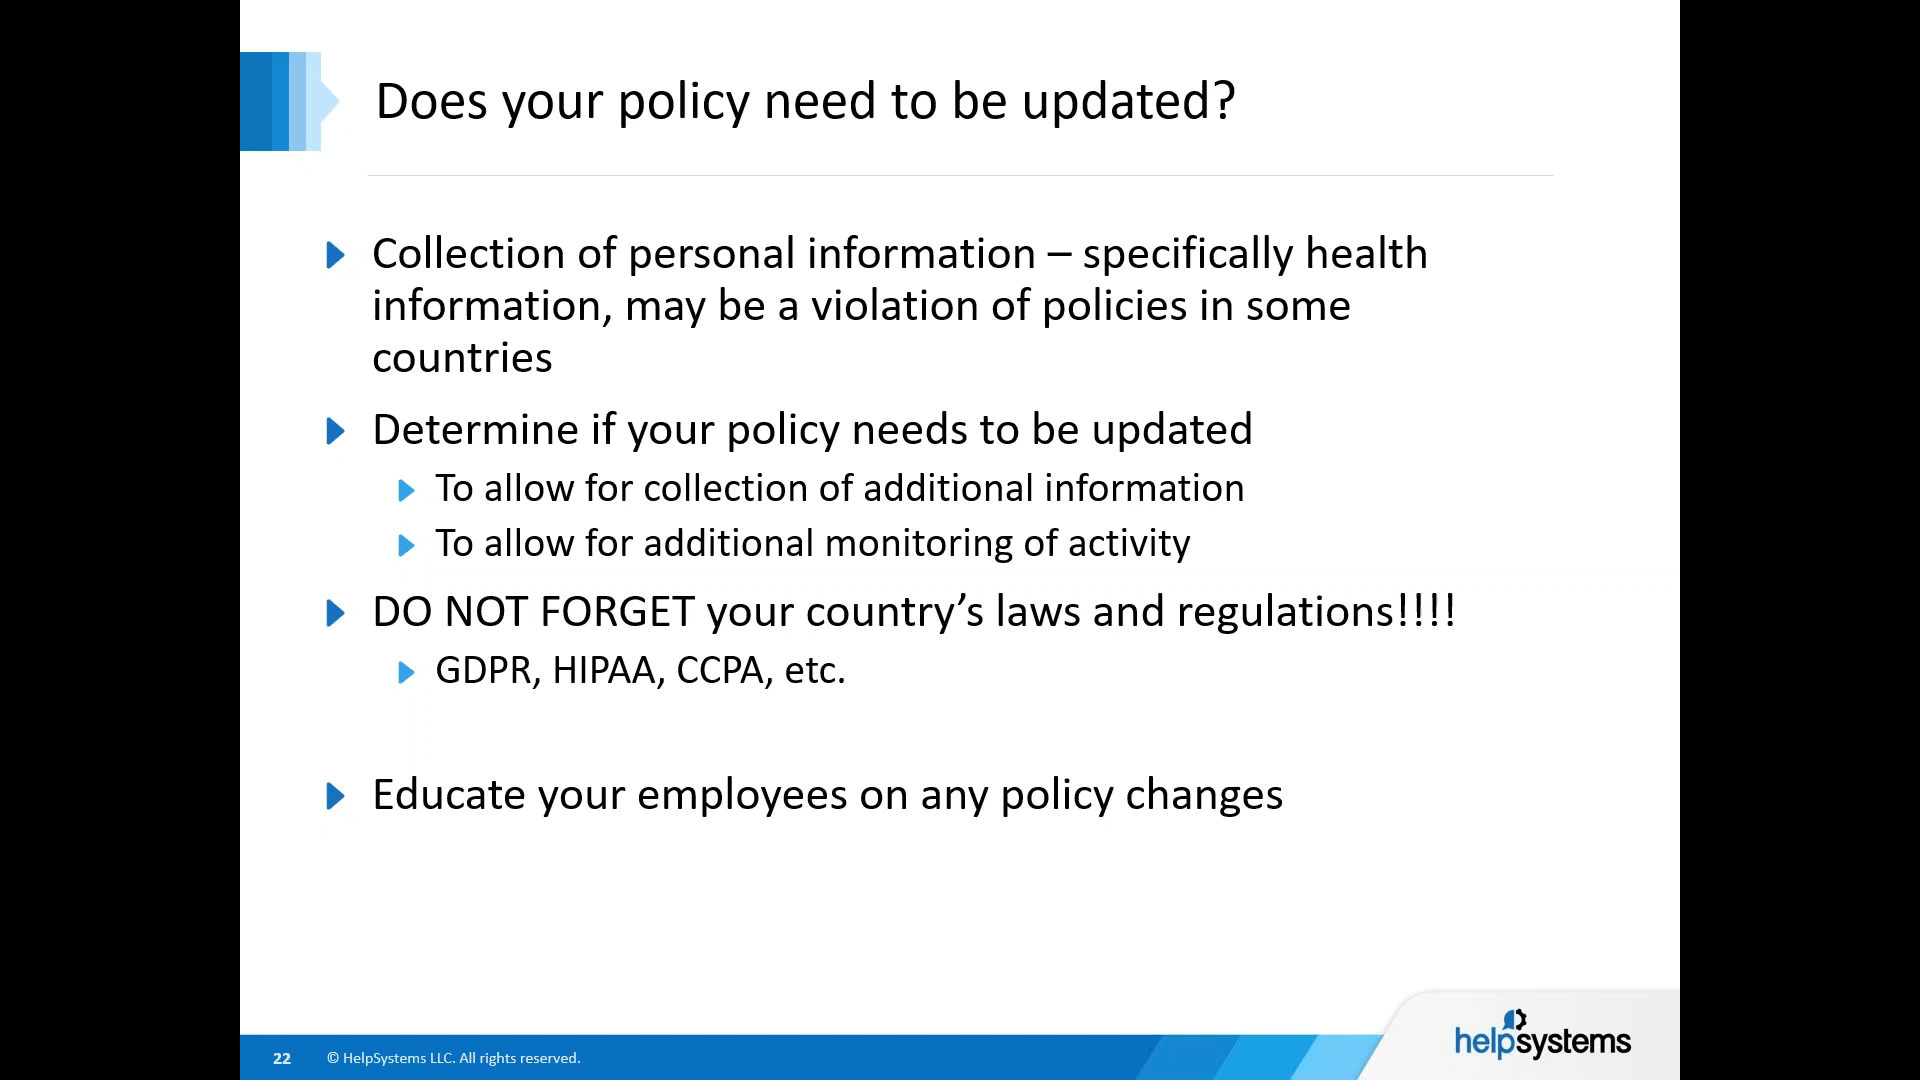 Does your policy need to be updated?
Collection of personal information – specifically health
information, may be a violation of policies in some
countries
Determine if your policy needs to be updated
To allow for collection of additional information
To allow for additional monitoring of activity
DO NOT FORGET your country’s laws and regulations!!!!
GDPR, HIPAA, CCPA, etc.
Educate your employees on any policy changes
22 © HelpSystems LLC. All rights reserved.
helpsystems